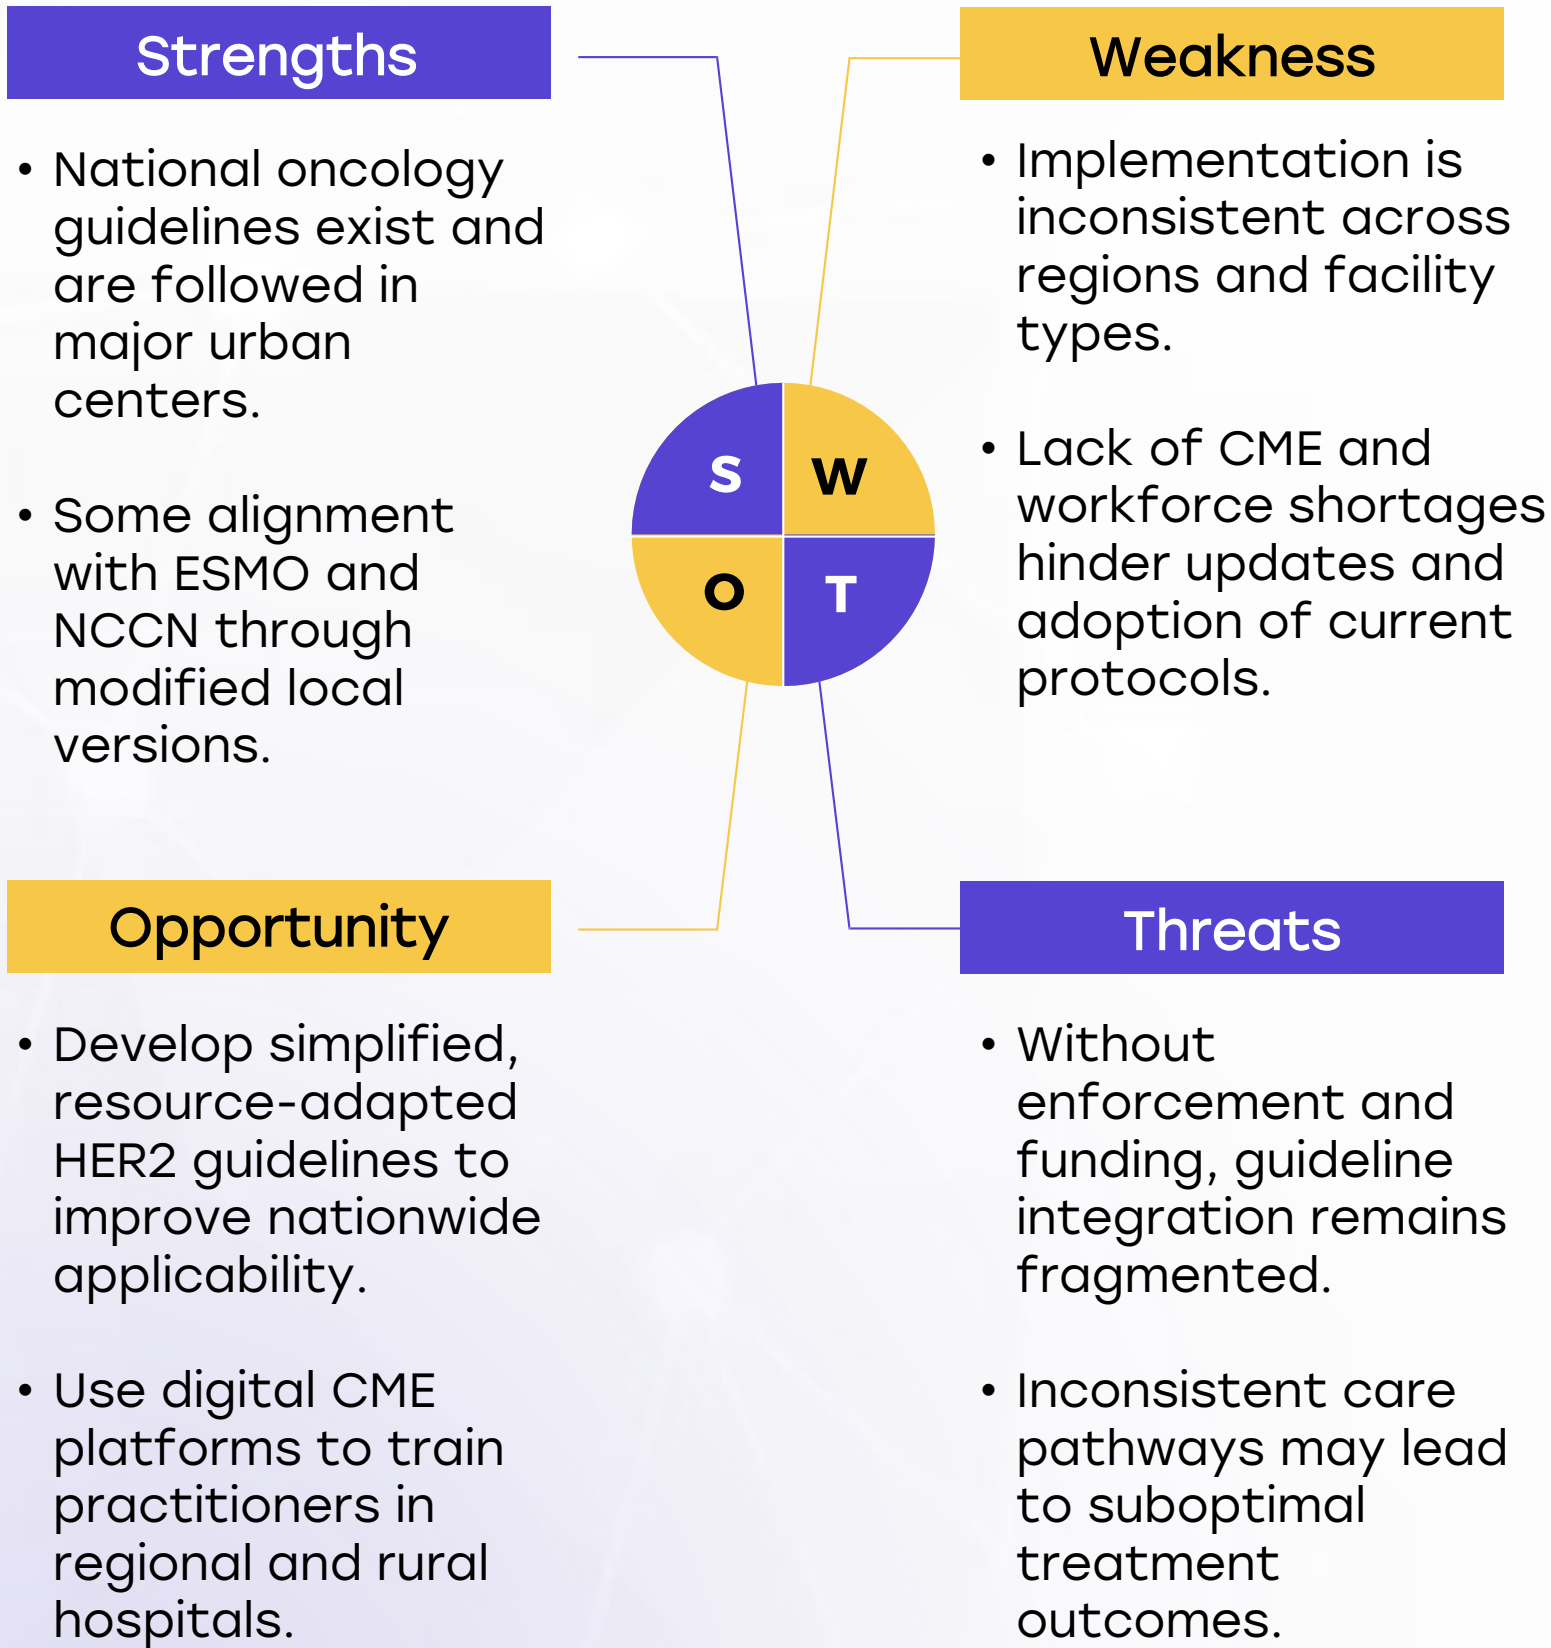 Strengths
• National oncology
guidelines exist and
are followed in
major urban
centers.
• Some alignment
with ESMO and
NCCN through
modified local
versions.
Weakness
• Implementation is
inconsistent across
regions and facility
types.
• Lack of CME and
workforce shortages
hinder updates and
adoption of current
protocols.
S W
O T
Opportunity
• Develop simplified,
resource-adapted
HER2 guidelines to
improve nationwide
applicability.
• Use digital CME
platforms to train
practitioners in
regional and rural
hospitals.
Threats
• Without
enforcement and
funding, guideline
integration remains
fragmented.
• Inconsistent care
pathways may lead
to suboptimal
treatment
outcomes.